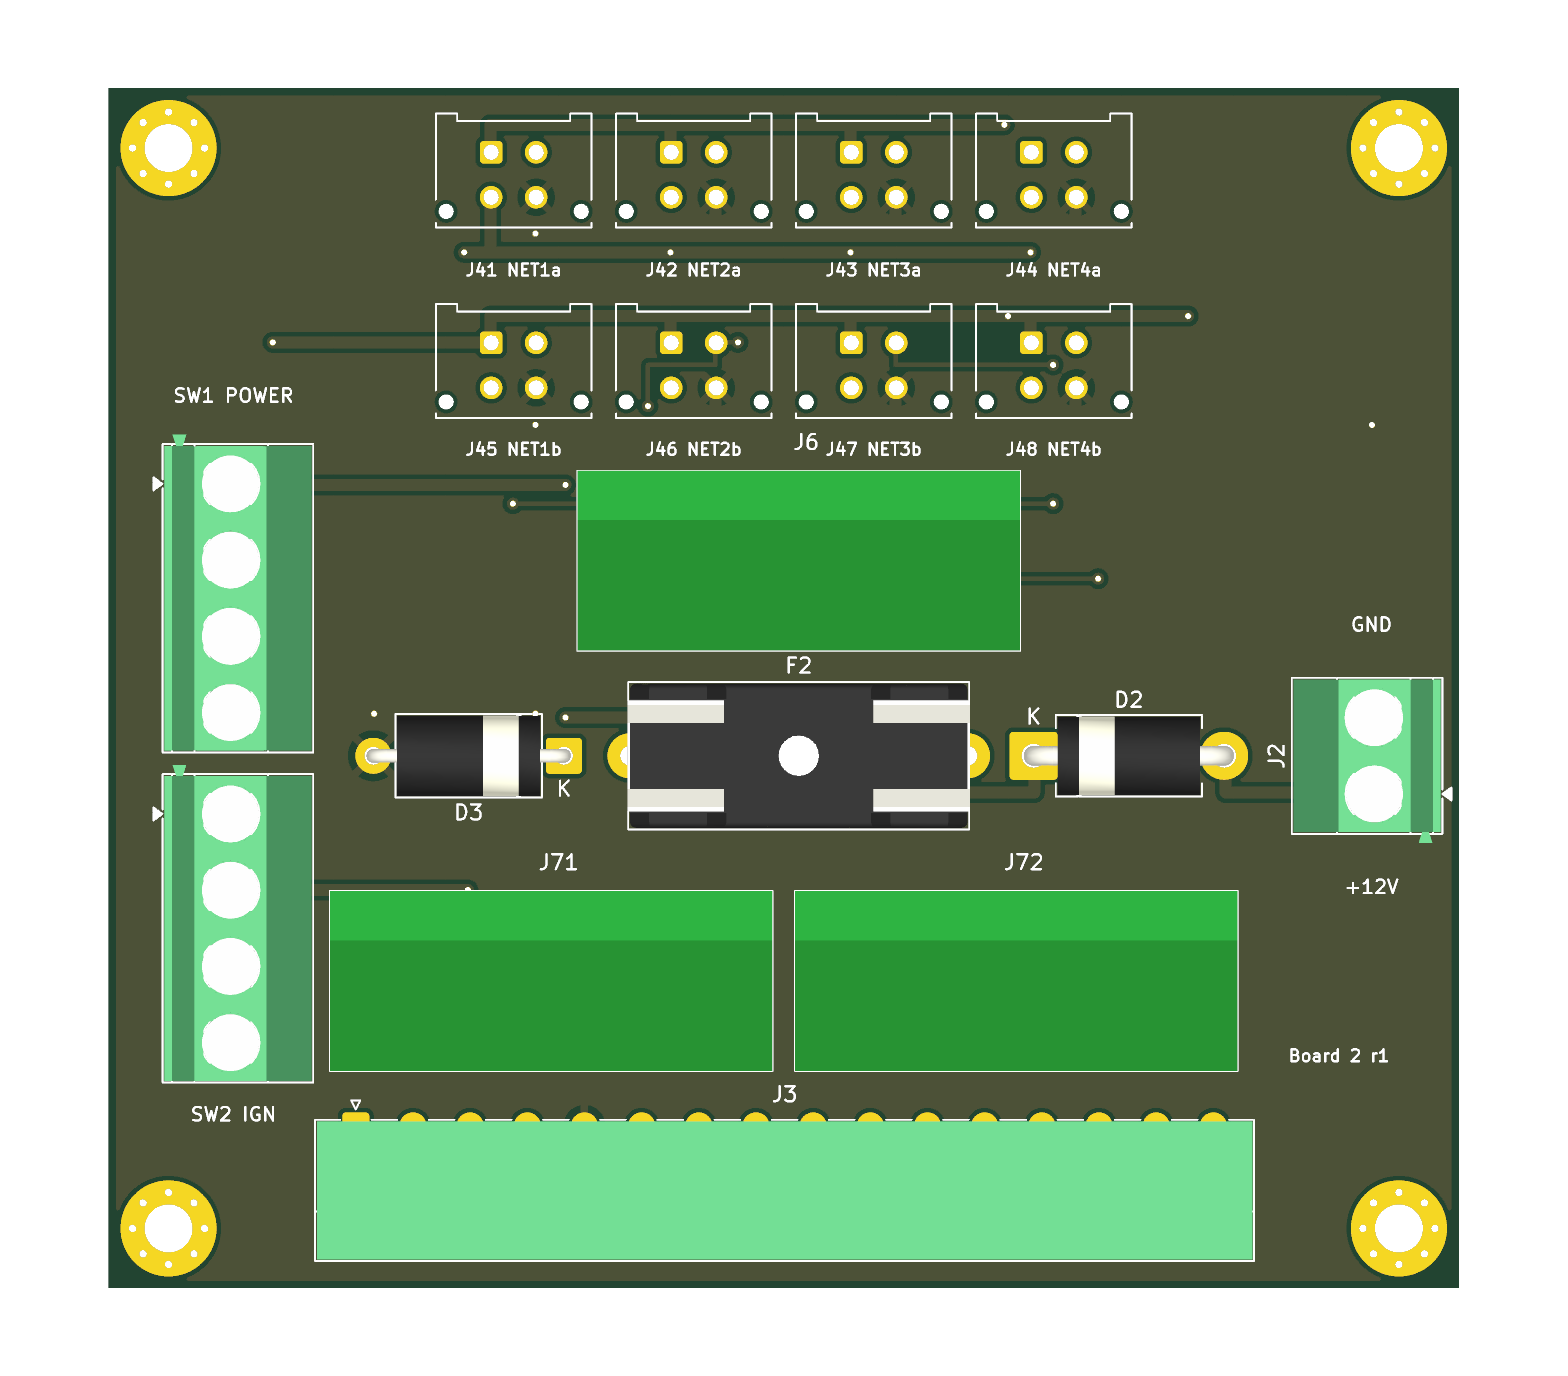 J41 NET1a
J42 NET2a
J43 NET3a
J44 NET4a
SW1 POWER
J6
J45 NET1b
J46 NET2b
J47 NET3b
J48 NET4b
GND
F2
D2
K
J2
K
D3
J71
J72
+12V
Board 2 r1
J3
SW2 IGN